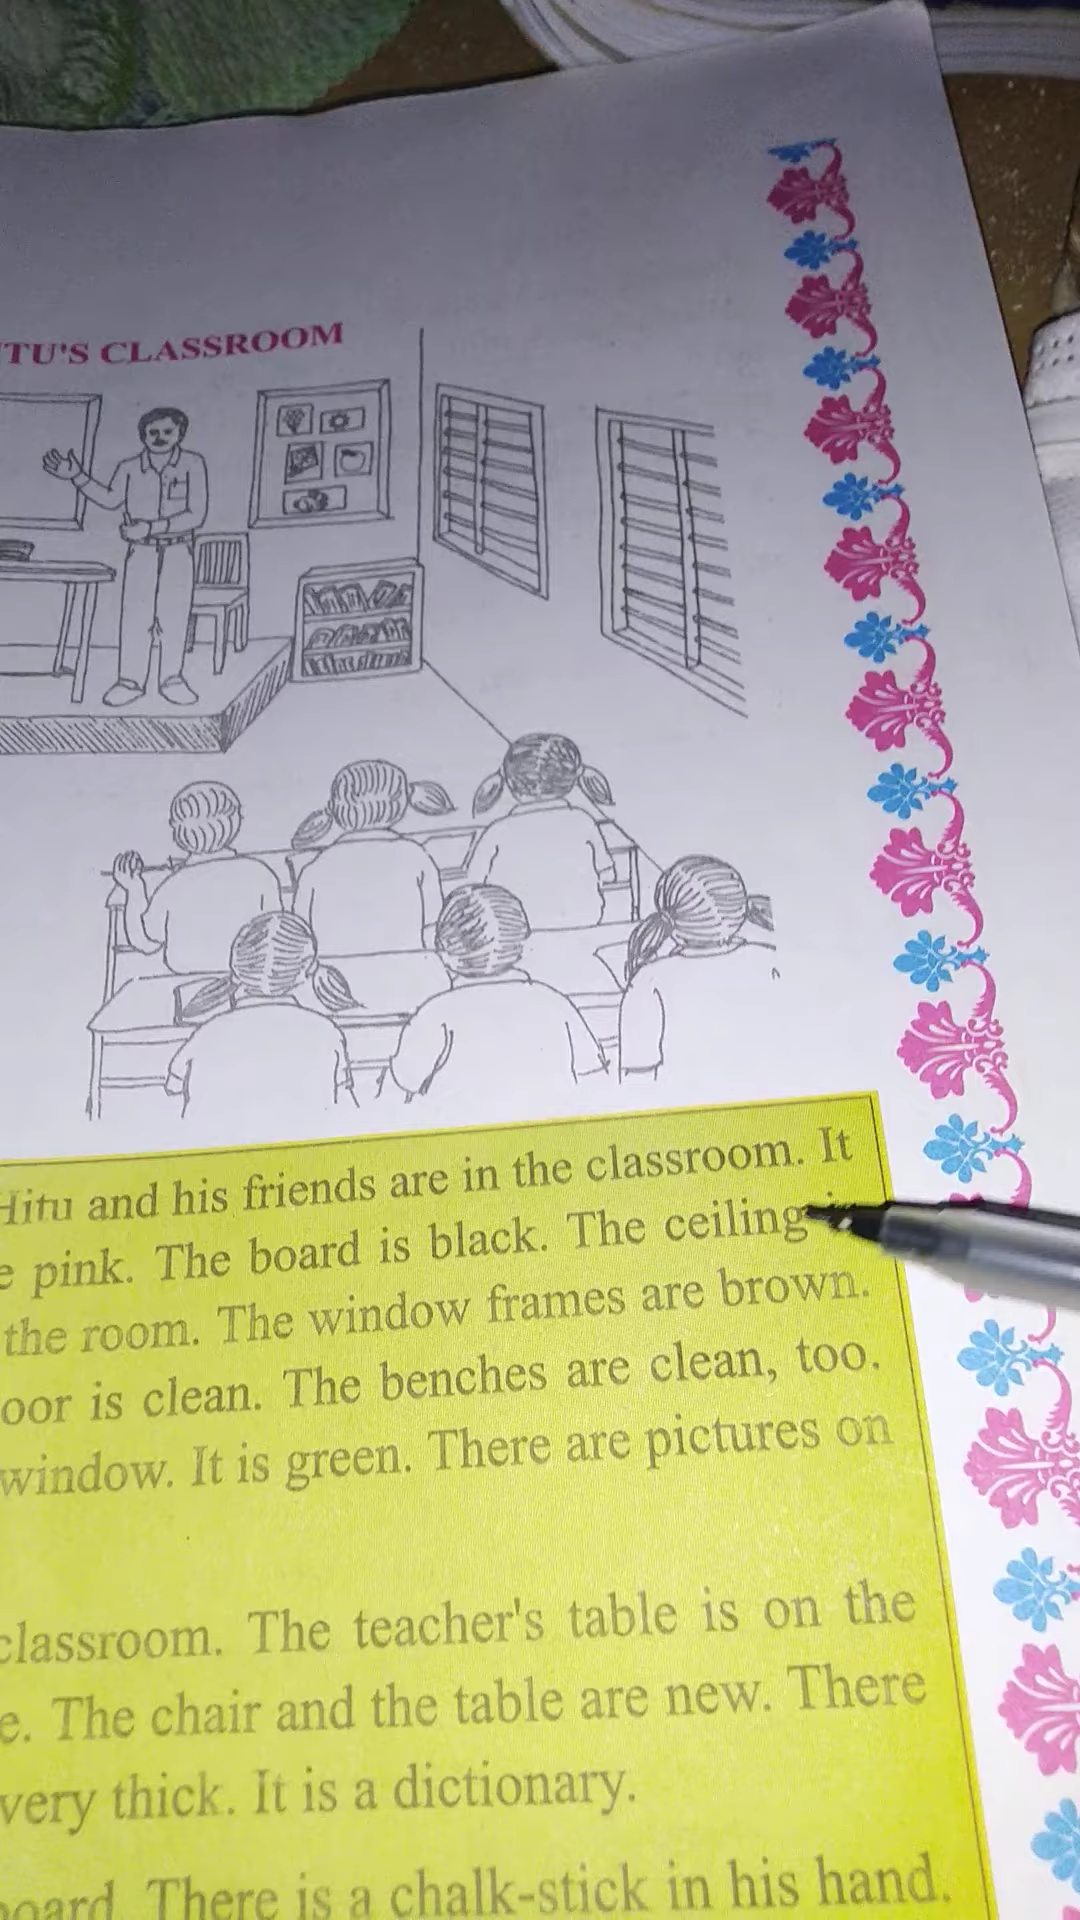 TU'S CLASSROOM
Hitu and his friends are in the classroom. It
pink. The board is black. The ceiling
the room. The window frames are brown.
oor is clean. The benches are clean, too.
window. It is green. There are pictures on
classroom. The teacher's table is on the
e. The chair and the table are new. There
very thick. It is a dictionary.
board. There is a chalk-stick in his hand.